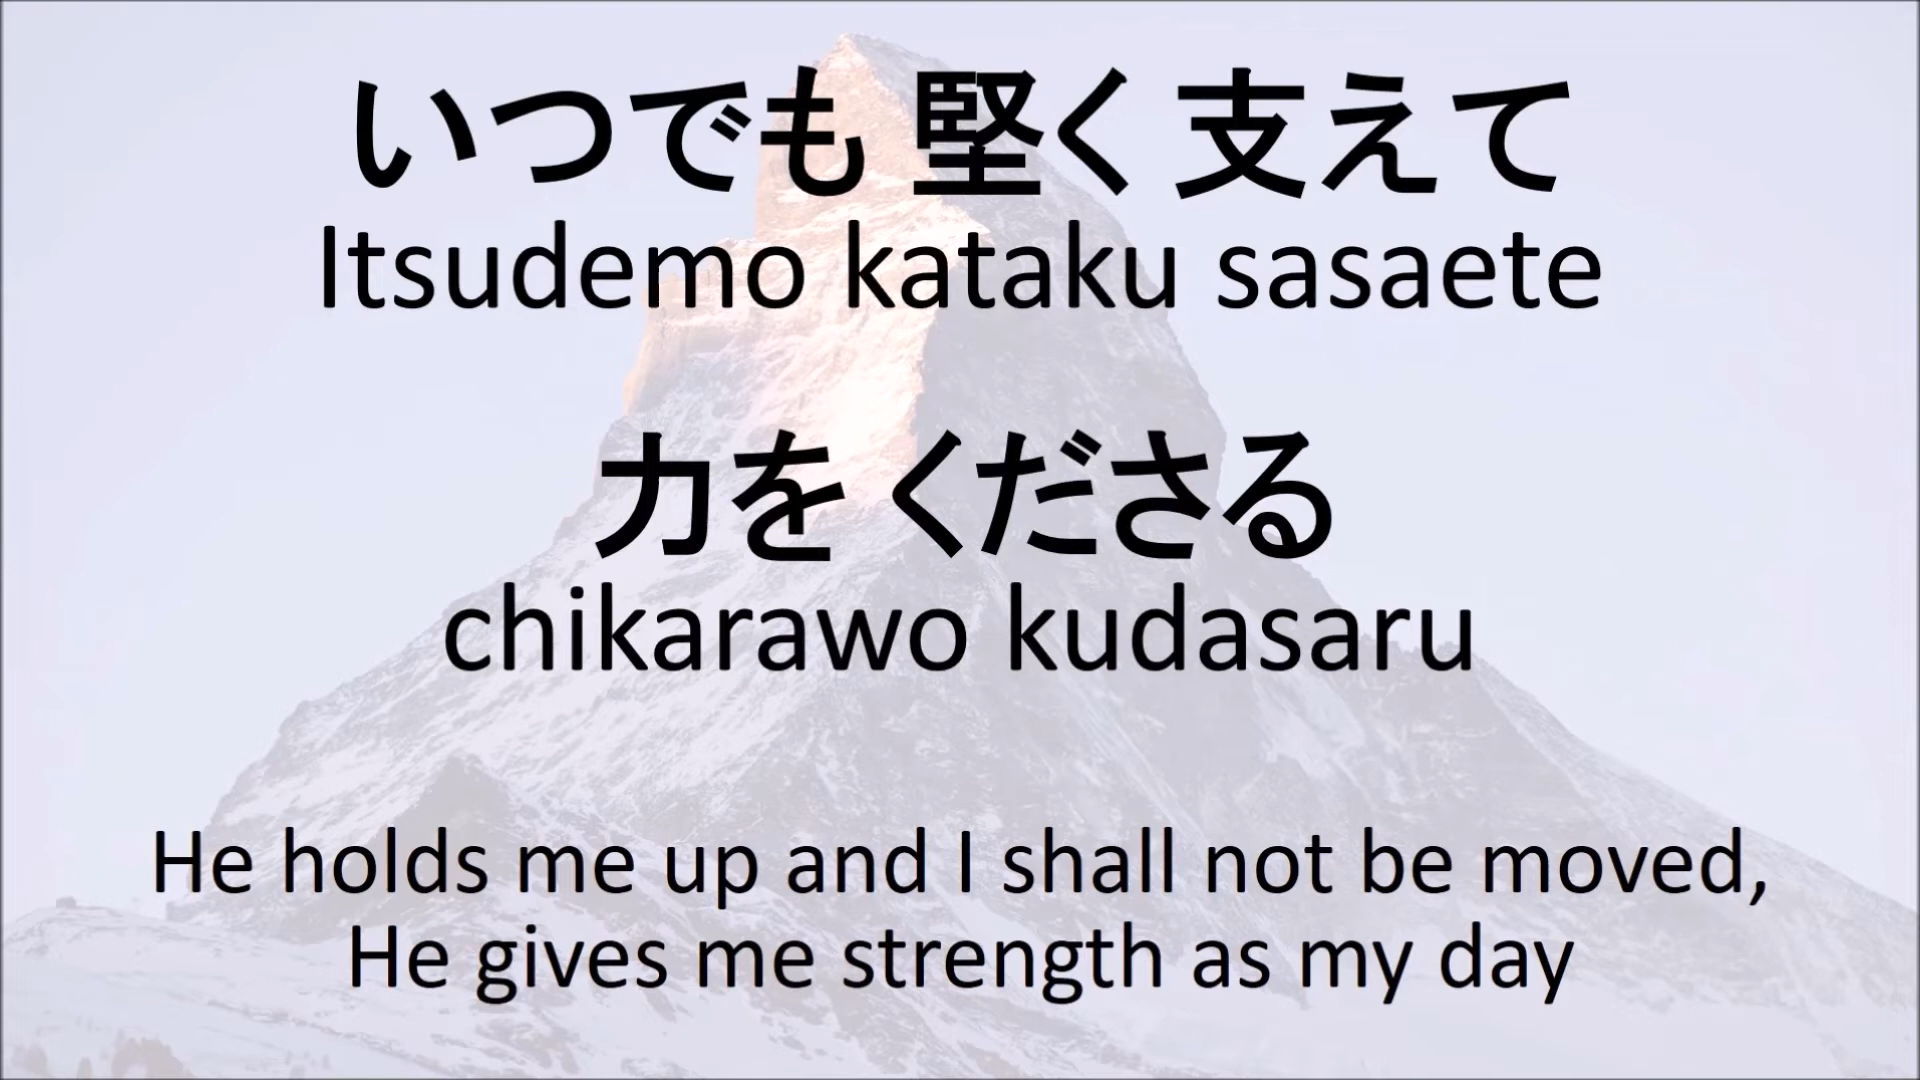 いつでも 堅く 支えて
Itsudemo kataku sasaete
力を くださる
chikarawo kudasaru
He holds me up and I shall not be moved,
He gives me strength as my day